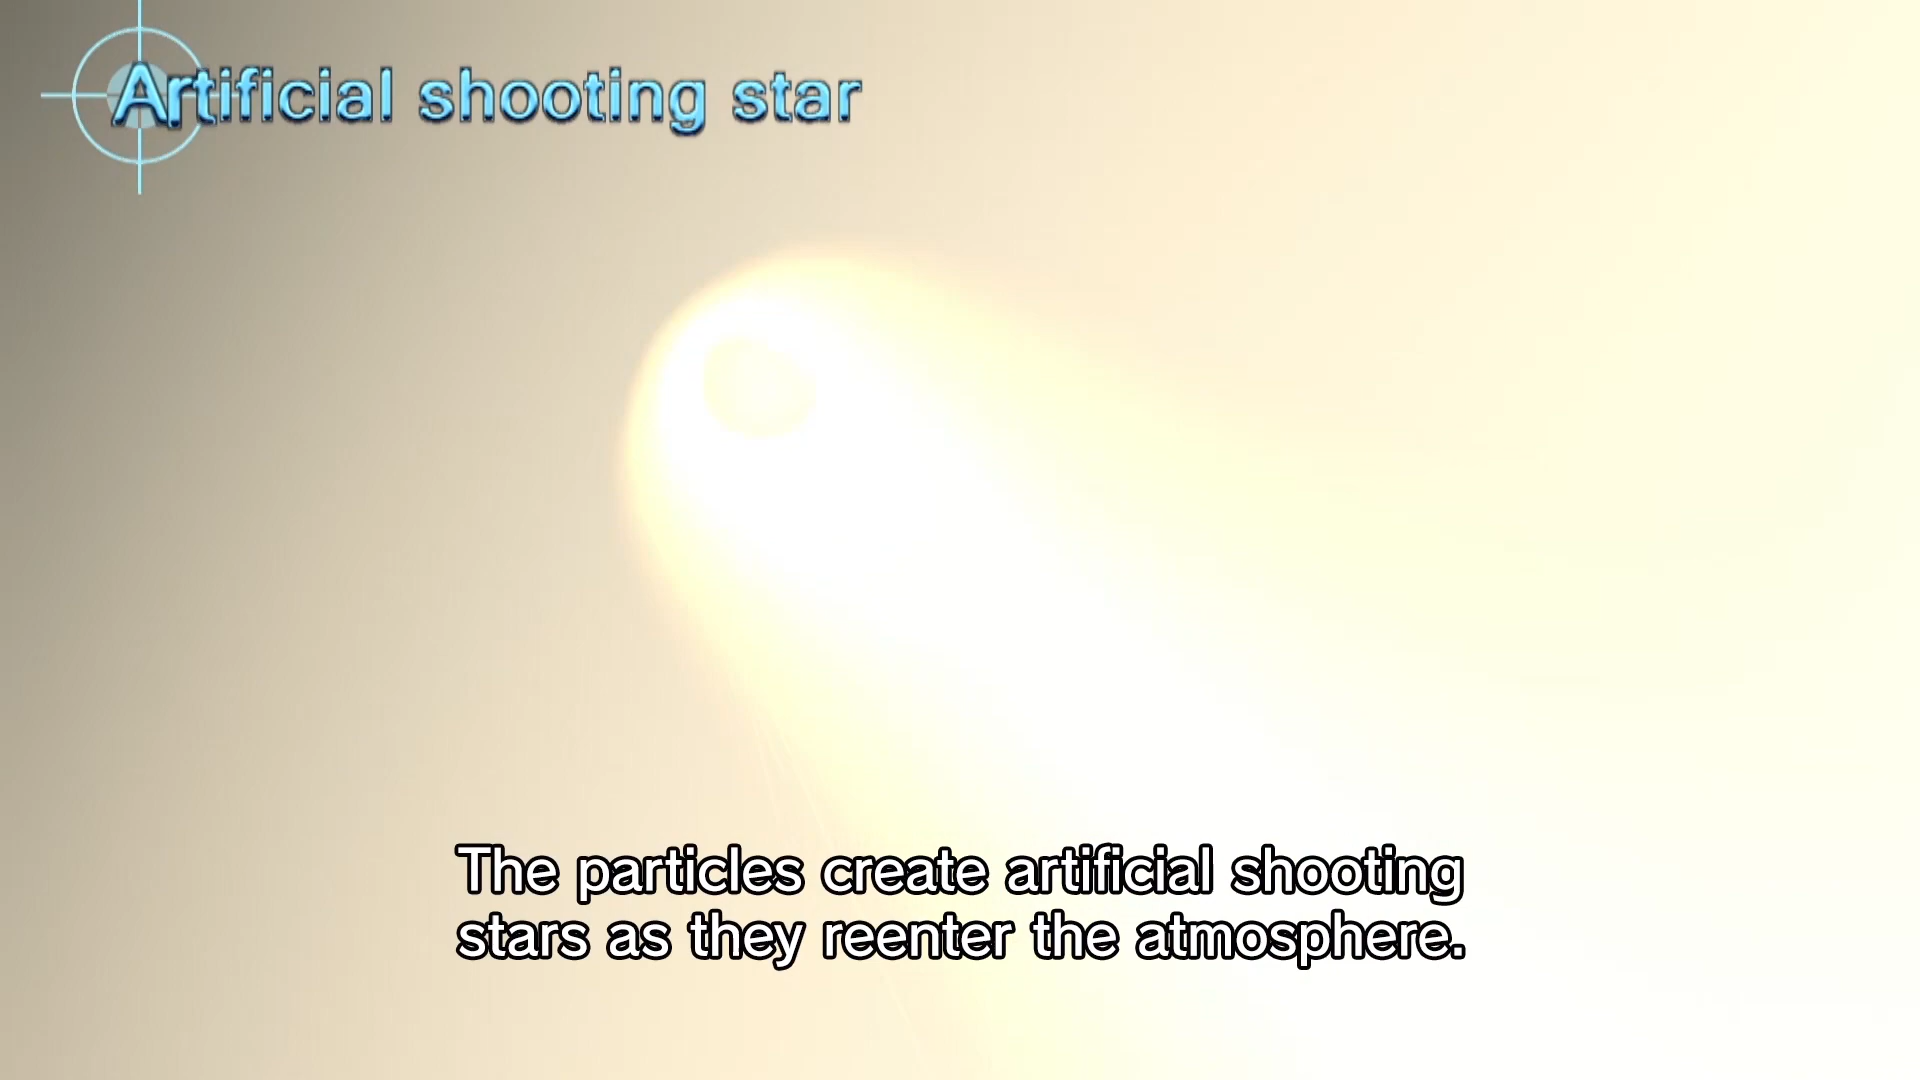 Artificial shooting star
The particles create artificial shooting
stars as they reenter the atmosphere.